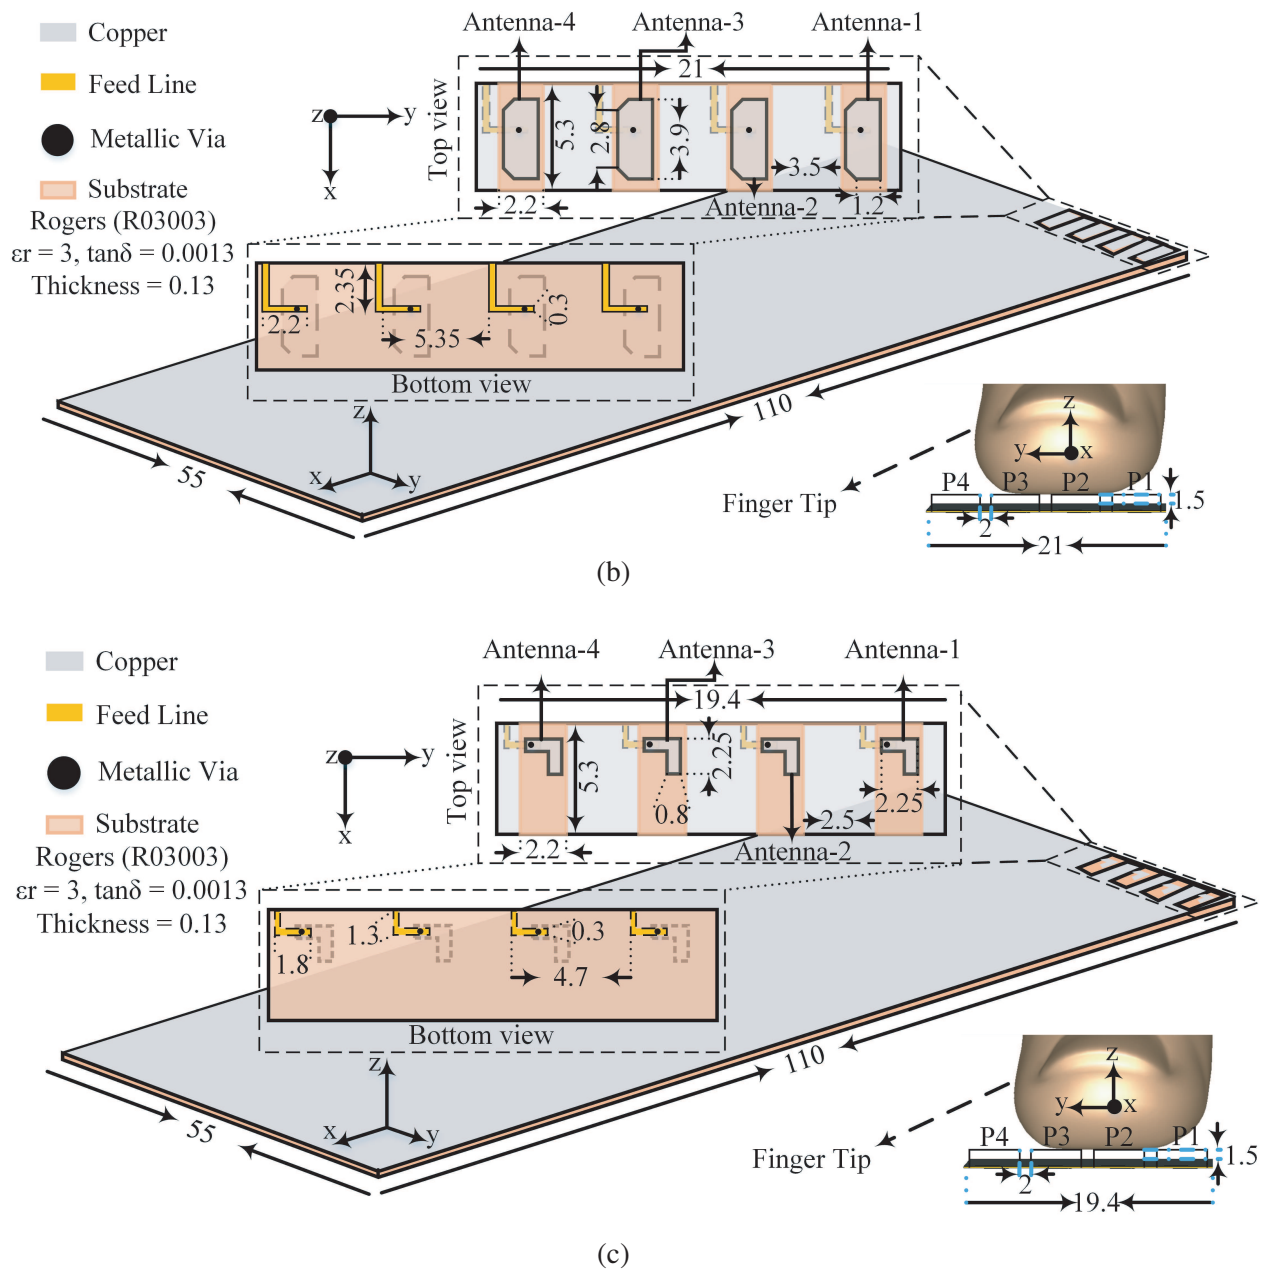 Antenna-4
Antenna-3
Antenna-1
Copper
Feed Line
Metallic Via
Substrate
Rogers (R03003)
εr = 3, tanδ = 0.0013
Thickness = 0.13
z
y
x
Top view
21
5.3
2.8
3.9
3.5
2.2
Antenna-2
1.2
2.35
2.2
5.35
0.3
Bottom view
z
x
y
55
110
Finger Tip
z
y
x
P4
P3
P2
P1
1.5
2
21
(b)
Antenna-4
Antenna-3
Antenna-1
Copper
Feed Line
Metallic Via
Substrate
Rogers (R03003)
εr = 3, tanδ = 0.0013
Thickness = 0.13
z
y
x
Top view
19.4
5.3
2.25
0.8
2.25
2.5
2.2
Antenna-2
1.3
0.3
1.8
4.7
Bottom view
z
x
y
55
110
Finger Tip
z
y
x
P4
P3
P2
P1
1.5
2
19.4
(c)